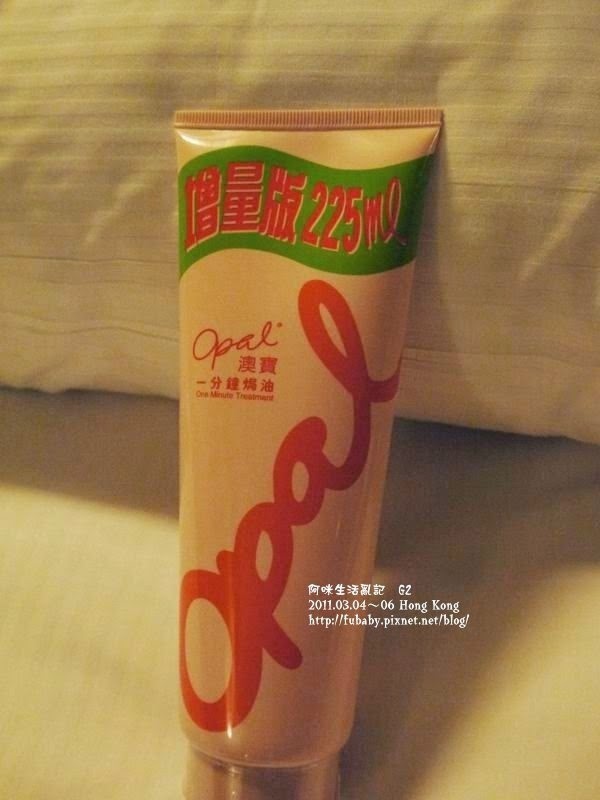 增量版 225ml
Opal®
澳寶
一分鐘焗油
One Minute Treatment
Opal
阿咪生活亂記 G2
2011.03.04～06 Hong Kong
http://fubaby.pixnet.net/blog/